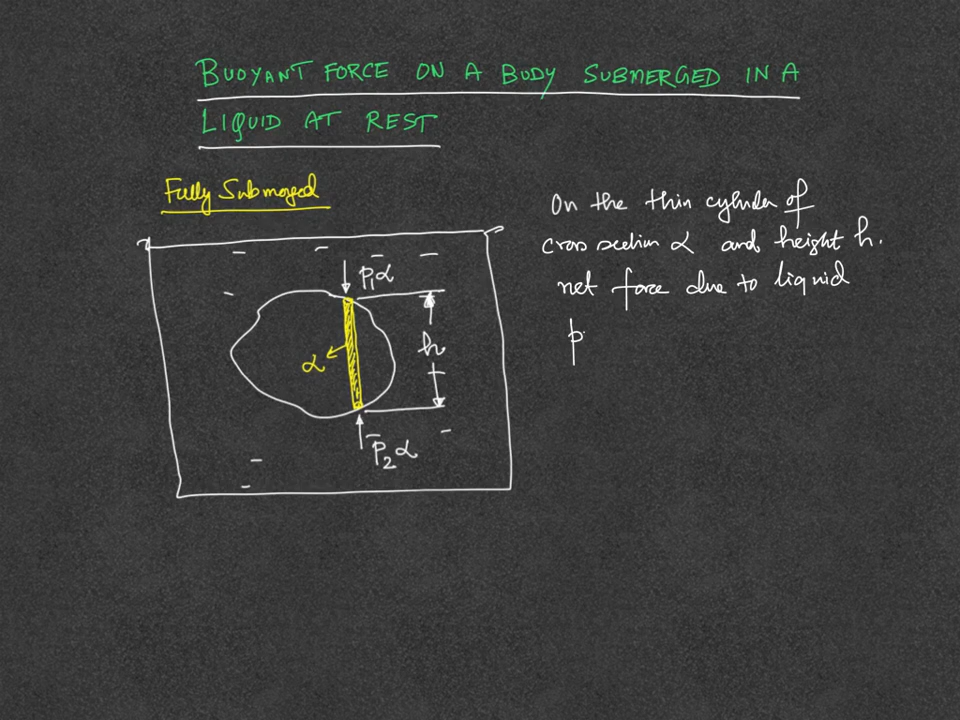 BUOYANT FORCE ON A BODY SUBMERGED IN A
LIQUID AT REST
Fully Submerged
On the thin cylinder of
cross section α and height h.
net force due to liquid
p
p₁α
α
h
p₂α